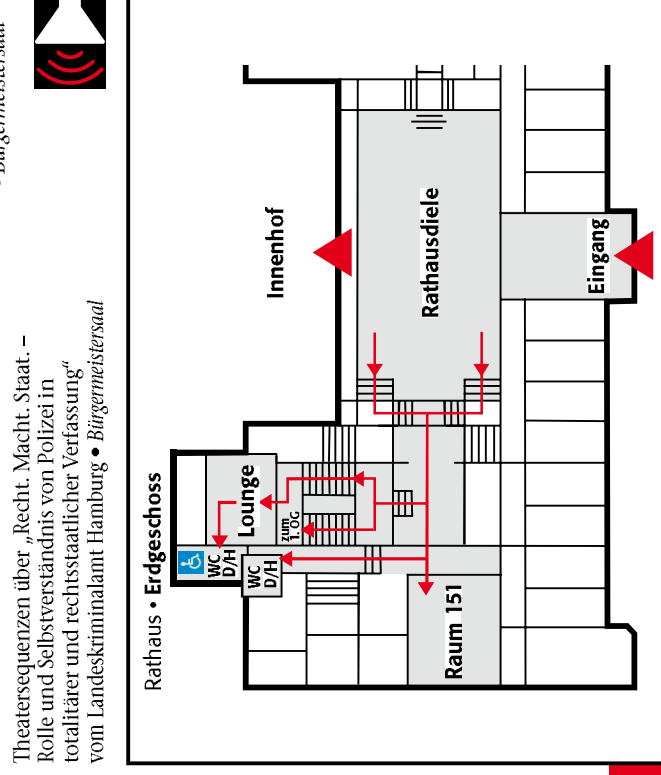 • Bürgermeistersaal
Theatersequenzen über „Recht. Macht. Staat. –
Rolle und Selbstverständnis von Polizei in
totalitärer und rechtsstaatlicher Verfassung“
vom Landeskriminalamt Hamburg • Bürgermeistersaal
Rathaus • Erdgeschoss
WC
D/H
WC
D/H
Lounge
zum
1. OG
Innenhof
Rathausdiele
Raum 151
Eingang